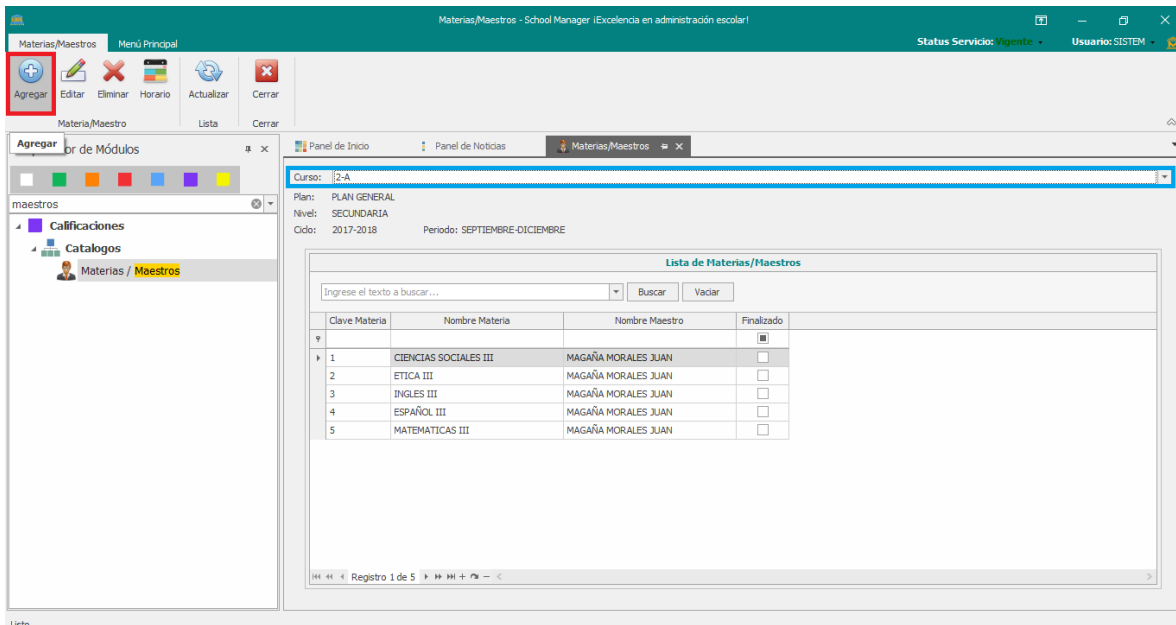 Materias/Maestros - School Manager ¡Excelencia en administración escolar!
Materias/Maestros Menú Principal Status Servicio: Vigente Usuario: SISTEM
Agregar Editar Eliminar Horario Actualizar Cerrar
Materia/Maestro Lista Cerrar
Agregar
or de Módulos
maestros
Calificaciones
Catalogos
Materias / Maestros
Panel de Inicio Panel de Noticias Materias/Maestros
Curso: 2-A
Plan: PLAN GENERAL
Nivel: SECUNDARIA
Ciclo: 2017-2018 Periodo: SEPTIEMBRE-DICIEMBRE
Lista de Materias/Maestros
Ingrese el texto a buscar... Buscar Vaciar
Clave Materia Nombre Materia Nombre Maestro Finalizado
1 CIENCIAS SOCIALES III MAGAÑA MORALES JUAN
2 ETICA III MAGAÑA MORALES JUAN
3 INGLES III MAGAÑA MORALES JUAN
4 ESPAÑOL III MAGAÑA MORALES JUAN
5 MATEMATICAS III MAGAÑA MORALES JUAN
Registro 1 de 5
Listo